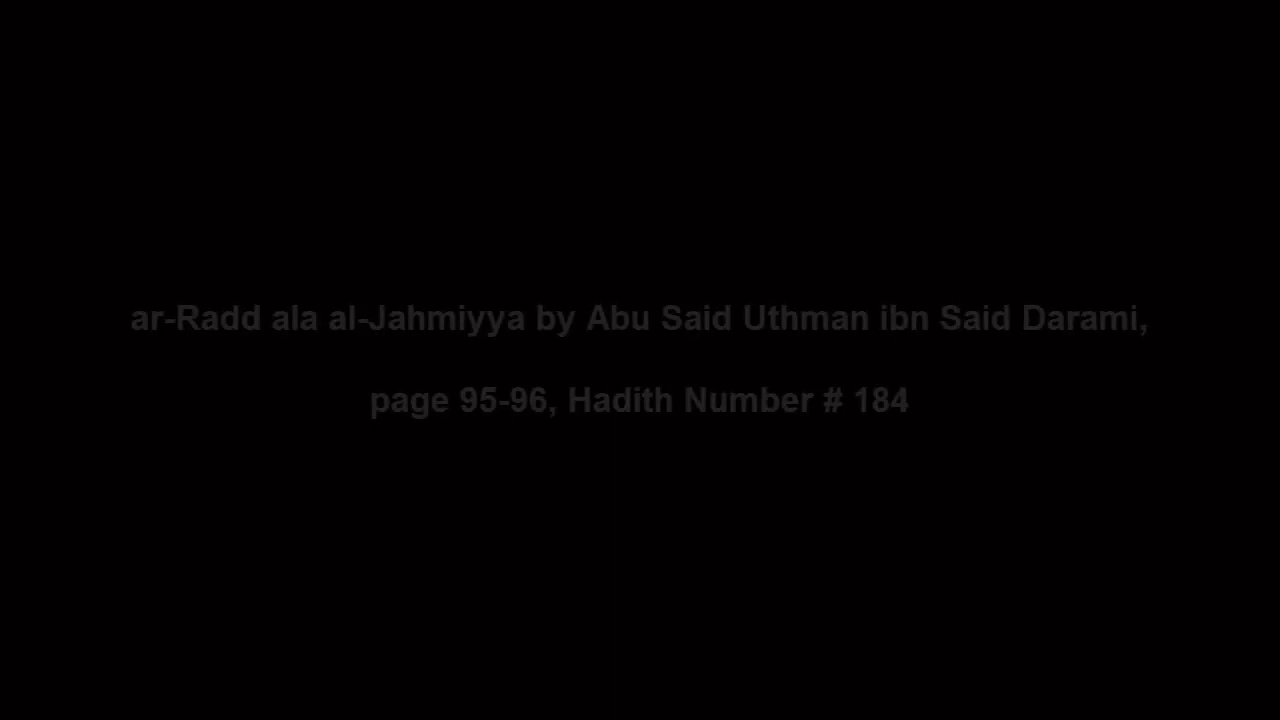 ar-Radd ala al-Jahmiyya by Abu Said Uthman ibn Said Darami,
page 95-96, Hadith Number # 184